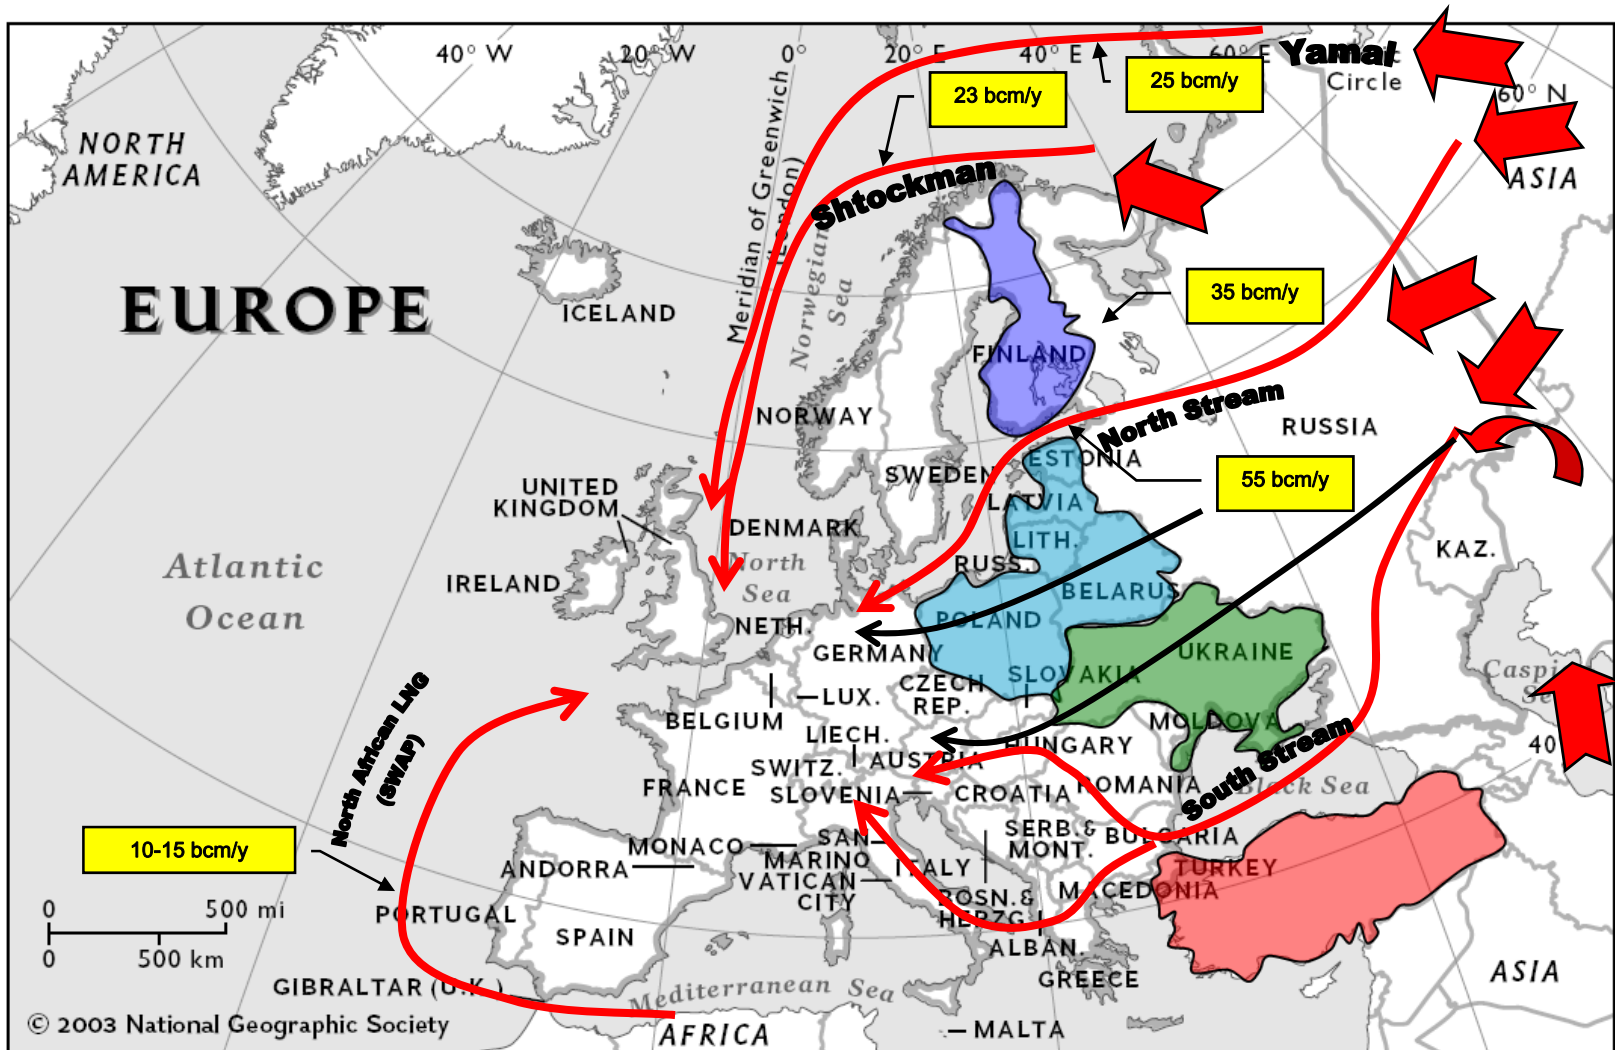 40° W
20° W
0°
20° E
40° E
60° E
Yamal
Circle
60° N
25 bcm/y
23 bcm/y
NORTH
AMERICA
ASIA
Meridian of Greenwich
(London)
Shtockman
Norwegian
Sea
EUROPE
ICELAND
35 bcm/y
FINLAND
NORWAY
North Stream
RUSSIA
ESTONIA
SWEDEN
55 bcm/y
UNITED
KINGDOM
LATVIA
DENMARK
LITH.
KAZ.
Atlantic
Ocean
North
Sea
RUSS.
IRELAND
BELARUS
NETH.
POLAND
GERMANY
UKRAINE
SLOVAKIA
CZECH
REP.
LUX.
BELGIUM
MOLDOVA
LIECH.
HUNGARY
AUSTRIA
SWITZ.
40
North African LNG
(SWAP)
FRANCE
SLOVENIA
CROATIA
ROMANIA
South Stream
Black Sea
10-15 bcm/y
MONACO
SAN
MARINO
SERB.&
MONT.
BULGARIA
ANDORRA
ITALY
TURKEY
VATICAN
CITY
MACEDONIA
BOSN.&
HERZG.
0
500 mi
PORTUGAL
SPAIN
ALBAN.
0
500 km
GREECE
ASIA
GIBRALTAR (U.K.)
Mediterranean Sea
© 2003 National Geographic Society
AFRICA
MALTA